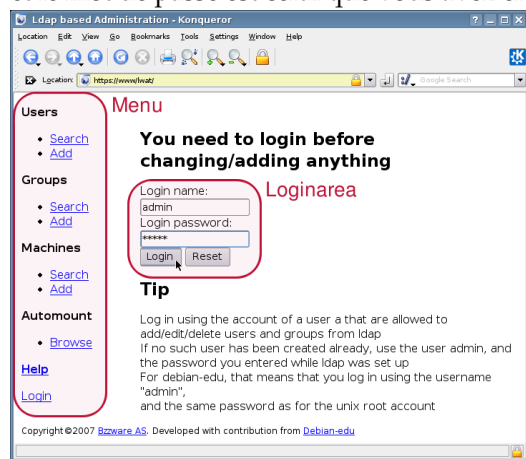 Ldap based Administration - Konqueror
Location Edit View Go Bookmarks Tools Settings Window Help
Location: https://www/lwat/
Google Search
Menu
Users
Search
Add
Groups
Search
Add
Machines
Search
Add
Automount
Browse
Help
Login
You need to login before
changing/adding anything
Loginarea
Login name:
admin
Login password:
*****
Login Reset
Tip
Log in using the account of a user a that are allowed to
add/edit/delete users and groups from ldap
If no such user has been created already, use the user admin, and
the password you entered while ldap was set up
For debian-edu, that means that you log in using the username
"admin",
and the same password as for the unix root account
Copyright ©2007 Bzzware AS. Developed with contribution from Debian-edu